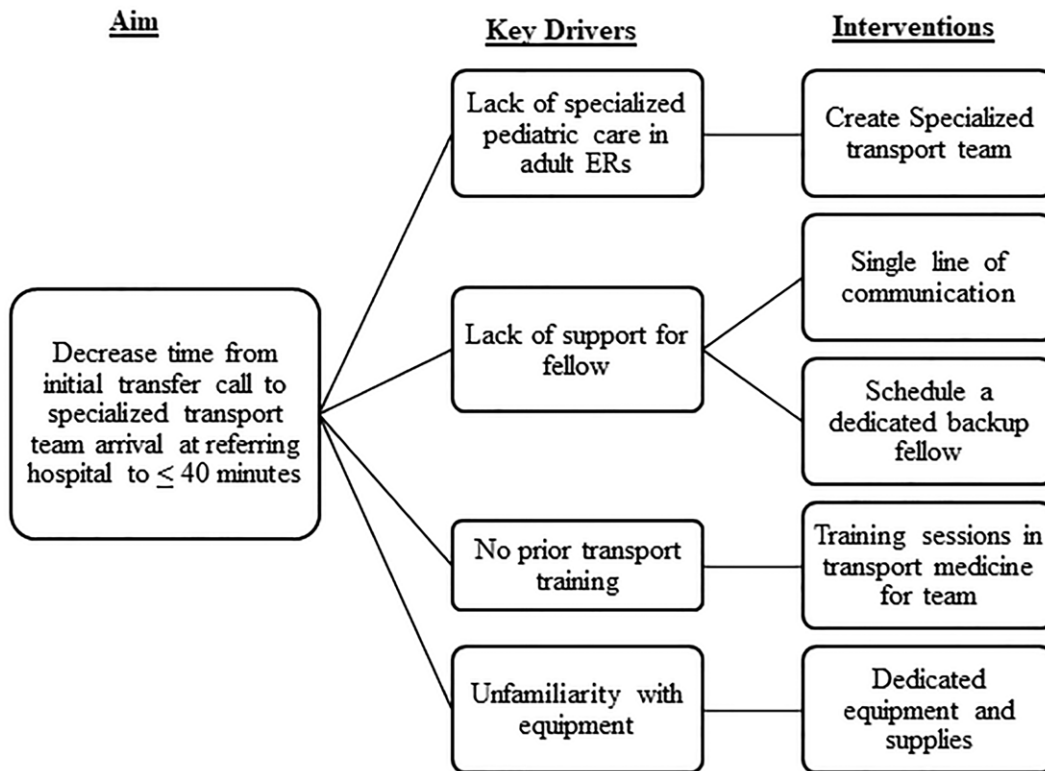 Aim
Key Drivers
Interventions
Lack of specialized
pediatric care in
adult ERs
Create Specialized
transport team
Single line of
communication
Decrease time from
initial transfer call to
specialized transport
team arrival at referring
hospital to ≤ 40 minutes
Lack of support for
fellow
Schedule a
dedicated backup
fellow
No prior transport
training
Training sessions in
transport medicine
for team
Unfamiliarity with
equipment
Dedicated
equipment and
supplies